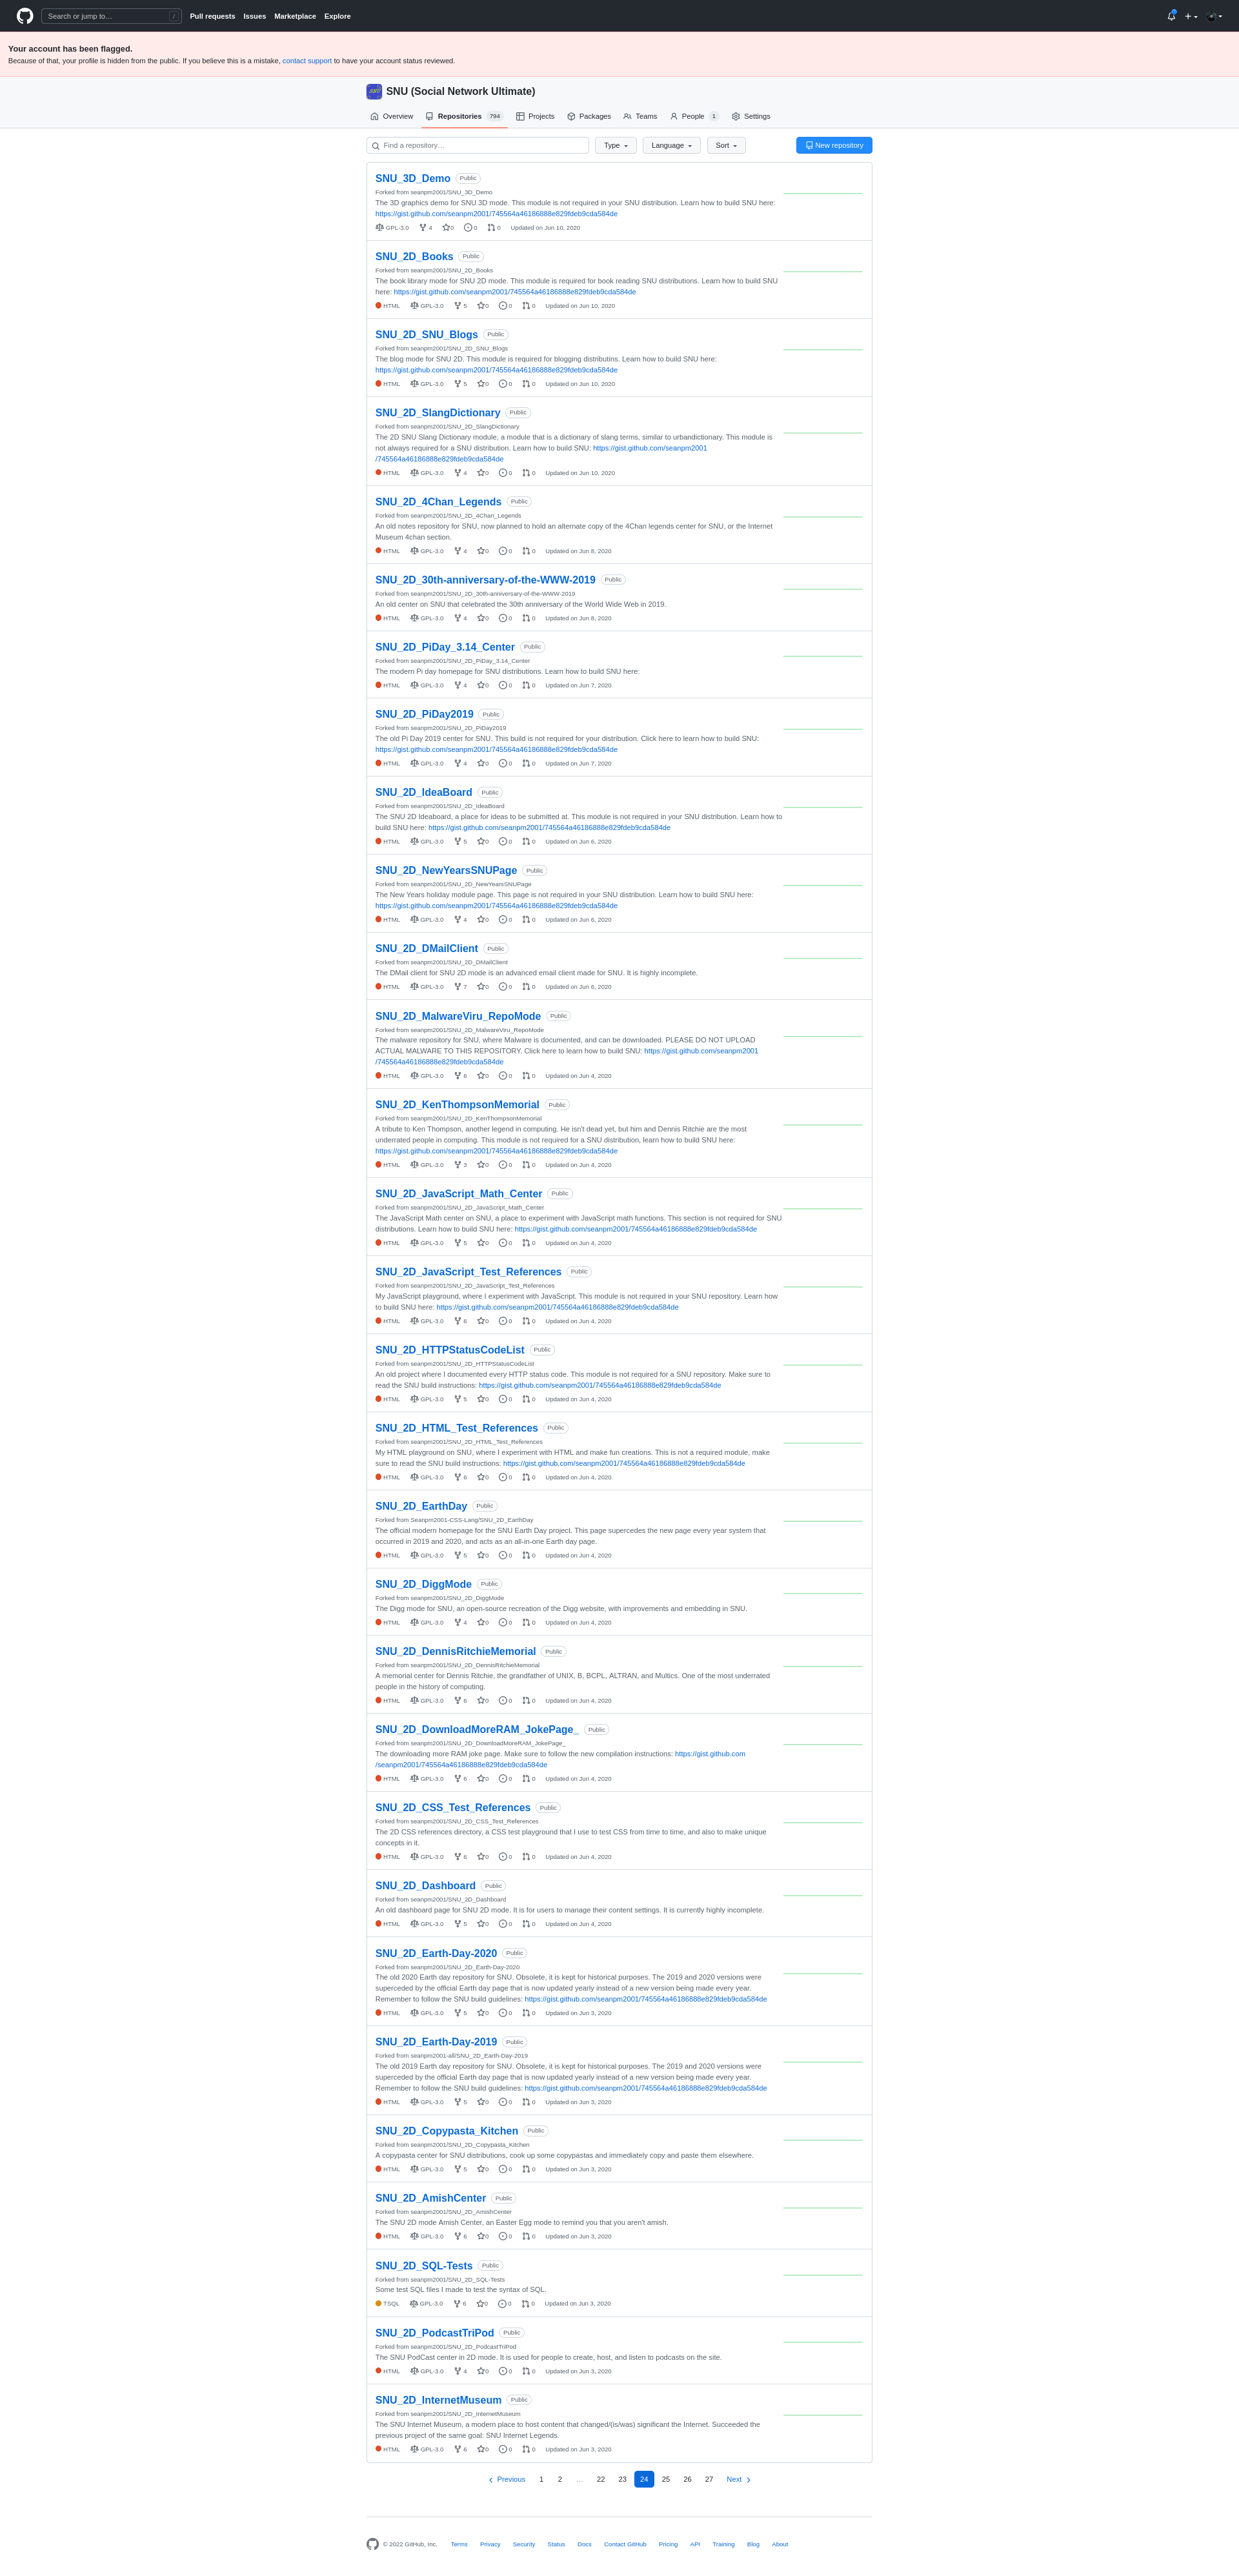 Search or jump to… /
Pull requests Issues Marketplace Explore
Your account has been flagged.
Because of that, your profile is hidden from the public. If you believe this is a mistake, contact support to have your account status reviewed.
SNU (Social Network Ultimate)
Overview Repositories 794 Projects Packages Teams People 1 Settings
Find a repository… Type Language Sort New repository
SNU_3D_Demo Public
Forked from seanpm2001/SNU_3D_Demo
The 3D graphics demo for SNU 3D mode. This module is not required in your SNU distribution. Learn how to build SNU here:
https://gist.github.com/seanpm2001/745564a46186888e829fdeb9cda584de
GPL-3.0 4 0 0 0 Updated on Jun 10, 2020
SNU_2D_Books Public
Forked from seanpm2001/SNU_2D_Books
The book library mode for SNU 2D mode. This module is required for book reading SNU distributions. Learn how to build SNU
here: https://gist.github.com/seanpm2001/745564a46186888e829fdeb9cda584de
HTML GPL-3.0 5 0 0 0 Updated on Jun 10, 2020
SNU_2D_SNU_Blogs Public
Forked from seanpm2001/SNU_2D_SNU_Blogs
The blog mode for SNU 2D. This module is required for blogging distributins. Learn how to build SNU here:
https://gist.github.com/seanpm2001/745564a46186888e829fdeb9cda584de
HTML GPL-3.0 5 0 0 0 Updated on Jun 10, 2020
SNU_2D_SlangDictionary Public
Forked from seanpm2001/SNU_2D_SlangDictionary
The 2D SNU Slang Dictionary module, a module that is a dictionary of slang terms, similar to urbandictionary. This module is
not always required for a SNU distribution. Learn how to build SNU: https://gist.github.com/seanpm2001
/745564a46186888e829fdeb9cda584de
HTML GPL-3.0 4 0 0 0 Updated on Jun 10, 2020
SNU_2D_4Chan_Legends Public
Forked from seanpm2001/SNU_2D_4Chan_Legends
An old notes repository for SNU, now planned to hold an alternate copy of the 4Chan legends center for SNU, or the Internet
Museum 4chan section.
HTML GPL-3.0 4 0 0 0 Updated on Jun 8, 2020
SNU_2D_30th-anniversary-of-the-WWW-2019 Public
Forked from seanpm2001/SNU_2D_30th-anniversary-of-the-WWW-2019
An old center on SNU that celebrated the 30th anniversary of the World Wide Web in 2019.
HTML GPL-3.0 4 0 0 0 Updated on Jun 8, 2020
SNU_2D_PiDay_3.14_Center Public
Forked from seanpm2001/SNU_2D_PiDay_3.14_Center
The modern Pi day homepage for SNU distributions. Learn how to build SNU here:
HTML GPL-3.0 4 0 0 0 Updated on Jun 7, 2020
SNU_2D_PiDay2019 Public
Forked from seanpm2001/SNU_2D_PiDay2019
The old Pi Day 2019 center for SNU. This build is not required for your distribution. Click here to learn how to build SNU:
https://gist.github.com/seanpm2001/745564a46186888e829fdeb9cda584de
HTML GPL-3.0 4 0 0 0 Updated on Jun 7, 2020
SNU_2D_IdeaBoard Public
Forked from seanpm2001/SNU_2D_IdeaBoard
The SNU 2D Ideaboard, a place for ideas to be submitted at. This module is not required in your SNU distribution. Learn how to
build SNU here: https://gist.github.com/seanpm2001/745564a46186888e829fdeb9cda584de
HTML GPL-3.0 5 0 0 0 Updated on Jun 6, 2020
SNU_2D_NewYearsSNUPage Public
Forked from seanpm2001/SNU_2D_NewYearsSNUPage
The New Years holiday module page. This page is not required in your SNU distribution. Learn how to build SNU here:
https://gist.github.com/seanpm2001/745564a46186888e829fdeb9cda584de
HTML GPL-3.0 4 0 0 0 Updated on Jun 6, 2020
SNU_2D_DMailClient Public
Forked from seanpm2001/SNU_2D_DMailClient
The DMail client for SNU 2D mode is an advanced email client made for SNU. It is highly incomplete.
HTML GPL-3.0 7 0 0 0 Updated on Jun 6, 2020
SNU_2D_MalwareViru_RepoMode Public
Forked from seanpm2001/SNU_2D_MalwareViru_RepoMode
The malware repository for SNU, where Malware is documented, and can be downloaded. PLEASE DO NOT UPLOAD
ACTUAL MALWARE TO THIS REPOSITORY. Click here to learn how to build SNU: https://gist.github.com/seanpm2001
/745564a46186888e829fdeb9cda584de
HTML GPL-3.0 6 0 0 0 Updated on Jun 4, 2020
SNU_2D_KenThompsonMemorial Public
Forked from seanpm2001/SNU_2D_KenThompsonMemorial
A tribute to Ken Thompson, another legend in computing. He isn't dead yet, but him and Dennis Ritchie are the most
underrated people in computing. This module is not required for a SNU distribution, learn how to build SNU here:
https://gist.github.com/seanpm2001/745564a46186888e829fdeb9cda584de
HTML GPL-3.0 3 0 0 0 Updated on Jun 4, 2020
SNU_2D_JavaScript_Math_Center Public
Forked from seanpm2001/SNU_2D_JavaScript_Math_Center
The JavaScript Math center on SNU, a place to experiment with JavaScript math functions. This section is not required for SNU
distributions. Learn how to build SNU here: https://gist.github.com/seanpm2001/745564a46186888e829fdeb9cda584de
HTML GPL-3.0 5 0 0 0 Updated on Jun 4, 2020
SNU_2D_JavaScript_Test_References Public
Forked from seanpm2001/SNU_2D_JavaScript_Test_References
My JavaScript playground, where I experiment with JavaScript. This module is not required in your SNU repository. Learn how
to build SNU here: https://gist.github.com/seanpm2001/745564a46186888e829fdeb9cda584de
HTML GPL-3.0 6 0 0 0 Updated on Jun 4, 2020
SNU_2D_HTTPStatusCodeList Public
Forked from seanpm2001/SNU_2D_HTTPStatusCodeList
An old project where I documented every HTTP status code. This module is not required for a SNU repository. Make sure to
read the SNU build instructions: https://gist.github.com/seanpm2001/745564a46186888e829fdeb9cda584de
HTML GPL-3.0 5 0 0 0 Updated on Jun 4, 2020
SNU_2D_HTML_Test_References Public
Forked from seanpm2001/SNU_2D_HTML_Test_References
My HTML playground on SNU, where I experiment with HTML and make fun creations. This is not a required module, make
sure to read the SNU build instructions: https://gist.github.com/seanpm2001/745564a46186888e829fdeb9cda584de
HTML GPL-3.0 6 0 0 0 Updated on Jun 4, 2020
SNU_2D_EarthDay Public
Forked from Seanpm2001-CSS-Lang/SNU_2D_EarthDay
The official modern homepage for the SNU Earth Day project. This page supercedes the new page every year system that
occurred in 2019 and 2020, and acts as an all-in-one Earth day page.
HTML GPL-3.0 5 0 0 0 Updated on Jun 4, 2020
SNU_2D_DiggMode Public
Forked from seanpm2001/SNU_2D_DiggMode
The Digg mode for SNU, an open-source recreation of the Digg website, with improvements and embedding in SNU.
HTML GPL-3.0 4 0 0 0 Updated on Jun 4, 2020
SNU_2D_DennisRitchieMemorial Public
Forked from seanpm2001/SNU_2D_DennisRitchieMemorial
A memorial center for Dennis Ritchie, the grandfather of UNIX, B, BCPL, ALTRAN, and Multics. One of the most underrated
people in the history of computing.
HTML GPL-3.0 6 0 0 0 Updated on Jun 4, 2020
SNU_2D_DownloadMoreRAM_JokePage_ Public
Forked from seanpm2001/SNU_2D_DownloadMoreRAM_JokePage_
The downloading more RAM joke page. Make sure to follow the new compilation instructions: https://gist.github.com
/seanpm2001/745564a46186888e829fdeb9cda584de
HTML GPL-3.0 6 0 0 0 Updated on Jun 4, 2020
SNU_2D_CSS_Test_References Public
Forked from seanpm2001/SNU_2D_CSS_Test_References
The 2D CSS references directory, a CSS test playground that I use to test CSS from time to time, and also to make unique
concepts in it.
HTML GPL-3.0 6 0 0 0 Updated on Jun 4, 2020
SNU_2D_Dashboard Public
Forked from seanpm2001/SNU_2D_Dashboard
An old dashboard page for SNU 2D mode. It is for users to manage their content settings. It is currently highly incomplete.
HTML GPL-3.0 5 0 0 0 Updated on Jun 4, 2020
SNU_2D_Earth-Day-2020 Public
Forked from seanpm2001/SNU_2D_Earth-Day-2020
The old 2020 Earth day repository for SNU. Obsolete, it is kept for historical purposes. The 2019 and 2020 versions were
superceded by the official Earth day page that is now updated yearly instead of a new version being made every year.
Remember to follow the SNU build guidelines: https://gist.github.com/seanpm2001/745564a46186888e829fdeb9cda584de
HTML GPL-3.0 5 0 0 0 Updated on Jun 3, 2020
SNU_2D_Earth-Day-2019 Public
Forked from seanpm2001-all/SNU_2D_Earth-Day-2019
The old 2019 Earth day repository for SNU. Obsolete, it is kept for historical purposes. The 2019 and 2020 versions were
superceded by the official Earth day page that is now updated yearly instead of a new version being made every year.
Remember to follow the SNU build guidelines: https://gist.github.com/seanpm2001/745564a46186888e829fdeb9cda584de
HTML GPL-3.0 5 0 0 0 Updated on Jun 3, 2020
SNU_2D_Copypasta_Kitchen Public
Forked from seanpm2001/SNU_2D_Copypasta_Kitchen
A copypasta center for SNU distributions, cook up some copypastas and immediately copy and paste them elsewhere.
HTML GPL-3.0 5 0 0 0 Updated on Jun 3, 2020
SNU_2D_AmishCenter Public
Forked from seanpm2001/SNU_2D_AmishCenter
The SNU 2D mode Amish Center, an Easter Egg mode to remind you that you aren't amish.
HTML GPL-3.0 6 0 0 0 Updated on Jun 3, 2020
SNU_2D_SQL-Tests Public
Forked from seanpm2001/SNU_2D_SQL-Tests
Some test SQL files I made to test the syntax of SQL.
TSQL GPL-3.0 6 0 0 0 Updated on Jun 3, 2020
SNU_2D_PodcastTriPod Public
Forked from seanpm2001/SNU_2D_PodcastTriPod
The SNU PodCast center in 2D mode. It is used for people to create, host, and listen to podcasts on the site.
HTML GPL-3.0 4 0 0 0 Updated on Jun 3, 2020
SNU_2D_InternetMuseum Public
Forked from seanpm2001/SNU_2D_InternetMuseum
The SNU Internet Museum, a modern place to host content that changed/(is/was) significant the Internet. Succeeded the
previous project of the same goal: SNU Internet Legends.
HTML GPL-3.0 6 0 0 0 Updated on Jun 3, 2020
Previous 1 2 … 22 23 24 25 26 27 Next
© 2022 GitHub, Inc. Terms Privacy Security Status Docs Contact GitHub Pricing API Training Blog About